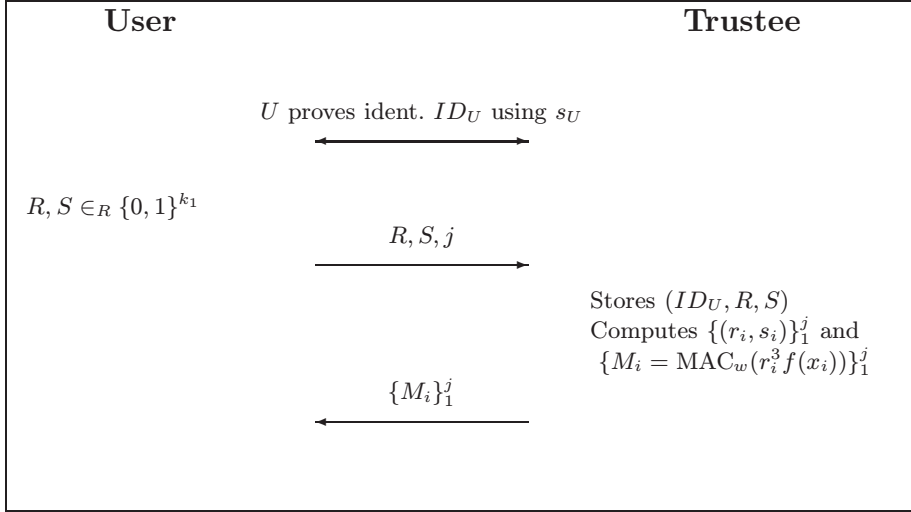 User Trustee
U proves ident. ID_U using s_U
R, S ∈_R {0, 1}^{k_1}
R, S, j
Stores (ID_U, R, S)
Computes {(r_i, s_i)}_1^j and
{M_i = MAC_w(r_i^3 f(x_i))}_1^j
{M_i}_1^j